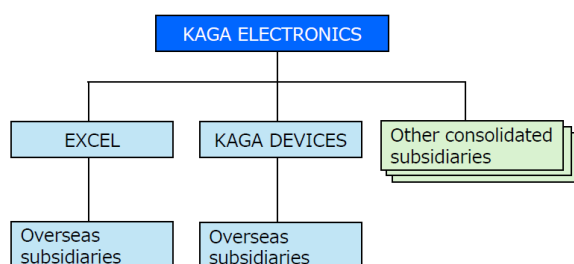 KAGA ELECTRONICS
EXCEL
KAGA DEVICES
Other consolidated
subsidiaries
Overseas
subsidiaries
Overseas
subsidiaries